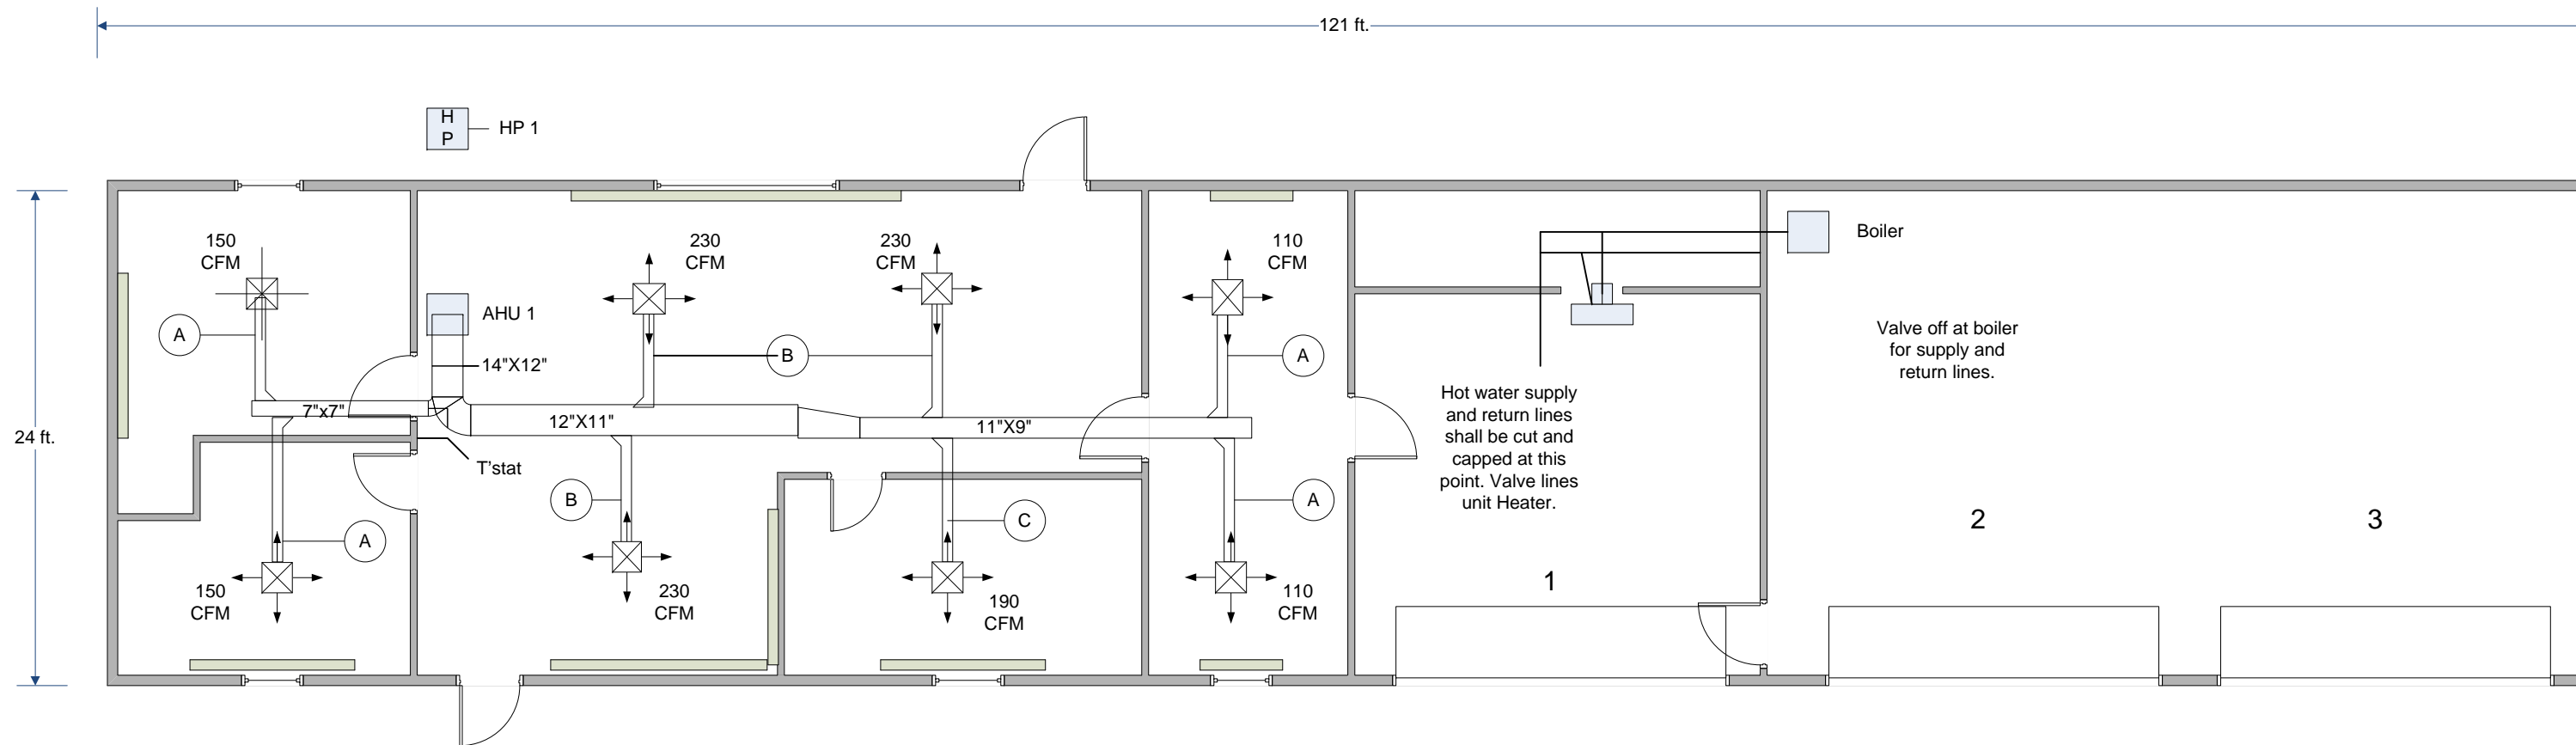 121 ft.
H
P
HP 1
150
CFM
230
CFM
230
CFM
110
CFM
Boiler
AHU 1
A
14"X12"
B
A
Valve off at boiler
for supply and
return lines.
7"x7"
12"X11"
11"X9"
Hot water supply
and return lines
shall be cut and
capped at this
point. Valve lines
unit Heater.
24 ft.
T'stat
B
A
C
A
2
3
1
150
CFM
230
CFM
190
CFM
110
CFM